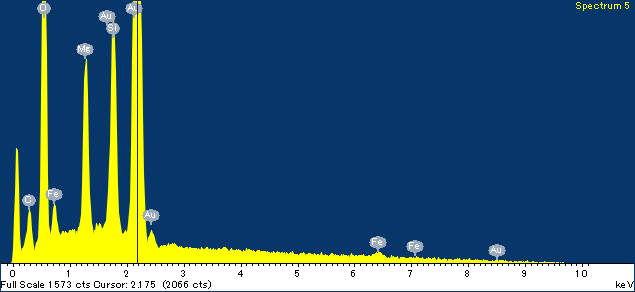 Spectrum 5
O Au
Au
Si
Mg
C Fe
Au
Fe Fe Au
0 1 2 3 4 5 6 7 8 9 10
Full Scale 1573 cts Cursor: 2.175 (2066 cts) keV